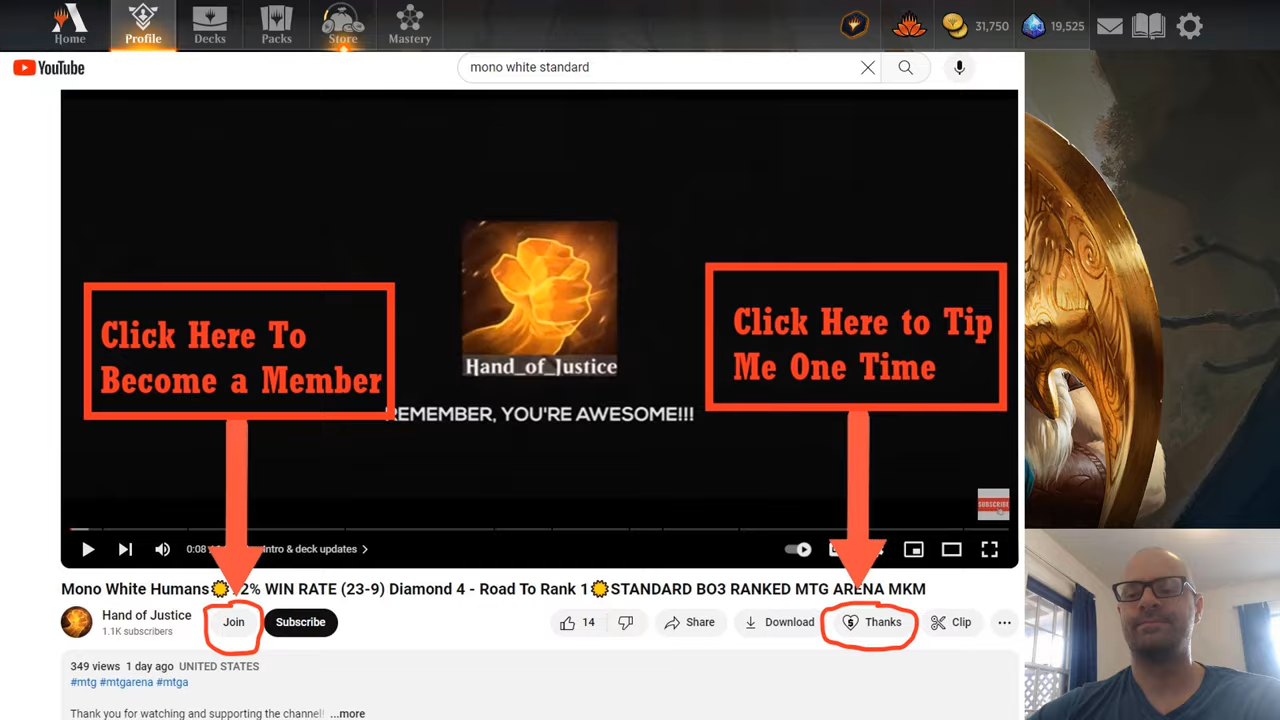 Home
Profile
Decks
Packs
Store
Mastery
31,750
19,525
YouTube
mono white standard
Click Here To
Become a Member
Click Here to Tip
Me One Time
Hand_of_Justice
REMEMBER, YOU'RE AWESOME!!!
SUBSCRIBE
0:08
Intro & deck updates
Mono White Humans 2% WIN RATE (23-9) Diamond 4 - Road To Rank 1 STANDARD BO3 RANKED MTG ARENA MKM
Hand of Justice
1.1K subscribers
Join
Subscribe
14
Share
Download
Thanks
Clip
349 views 1 day ago UNITED STATES
#mtg #mtgarena #mtga
Thank you for watching and supporting the channel! ...more